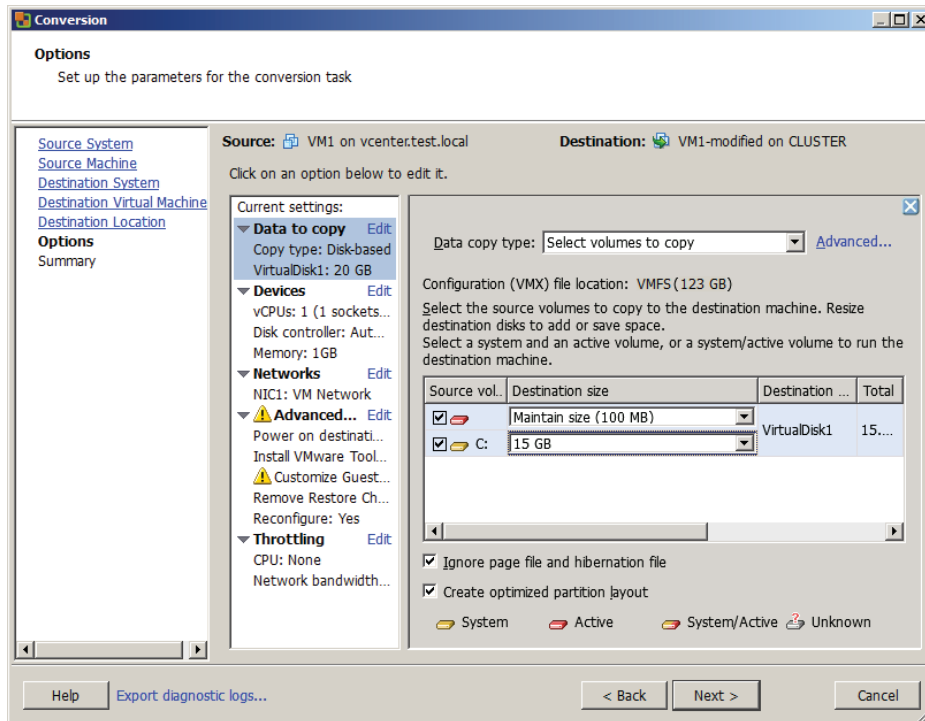 Conversion
Options
Set up the parameters for the conversion task
Source System
Source Machine
Destination System
Destination Virtual Machine
Destination Location
Options
Summary
Source: VM1 on vcenter.test.local Destination: VM1-modified on CLUSTER
Click on an option below to edit it.
Current settings:
Data to copy Edit
Copy type: Disk-based
VirtualDisk1: 20 GB
Devices Edit
vCPUs: 1 (1 sockets...
Disk controller: Aut...
Memory: 1GB
Networks Edit
NIC1: VM Network
Advanced... Edit
Power on destinati...
Install VMware Tool...
Customize Guest...
Remove Restore Ch...
Reconfigure: Yes
Throttling Edit
CPU: None
Network bandwidth...
Data copy type: Select volumes to copy Advanced...
Configuration (VMX) file location: VMFS (123 GB)
Select the source volumes to copy to the destination machine. Resize
destination disks to add or save space.
Select a system and an active volume, or a system/active volume to run the
destination machine.
Source vol.. Destination size Destination ... Total
Maintain size (100 MB)
VirtualDisk1 15....
C: 15 GB
Ignore page file and hibernation file
Create optimized partition layout
System Active System/Active Unknown
Help Export diagnostic logs... < Back Next > Cancel